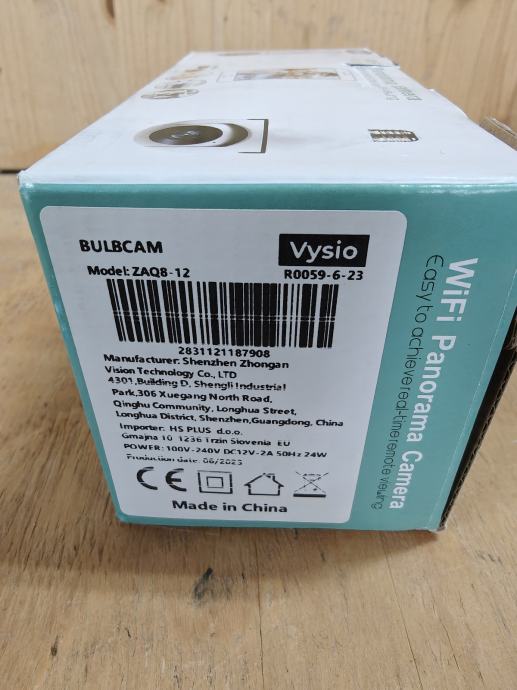 BULBCAM
Vysio
Model: ZAQ8-12
R0059-6-23
2831121187908
Manufacturer: Shenzhen Zhongan
Vision Technology Co., LTD
4301,Building D, Shengli Industrial
Park,306 Xuegang North Road,
Qinghu Community, Longhua Street,
Longhua District, Shenzhen,Guangdong, China
Importer: HS PLUS d.o.o.
Gmajna 10 1236 Trzin Slovenia EU
POWER: 100V-240V DC12V-2A 50Hz 24W
Production date: 06/2023
CE
Made in China
WiFi Panorama Camera
Easy to achieve real-time remote viewing